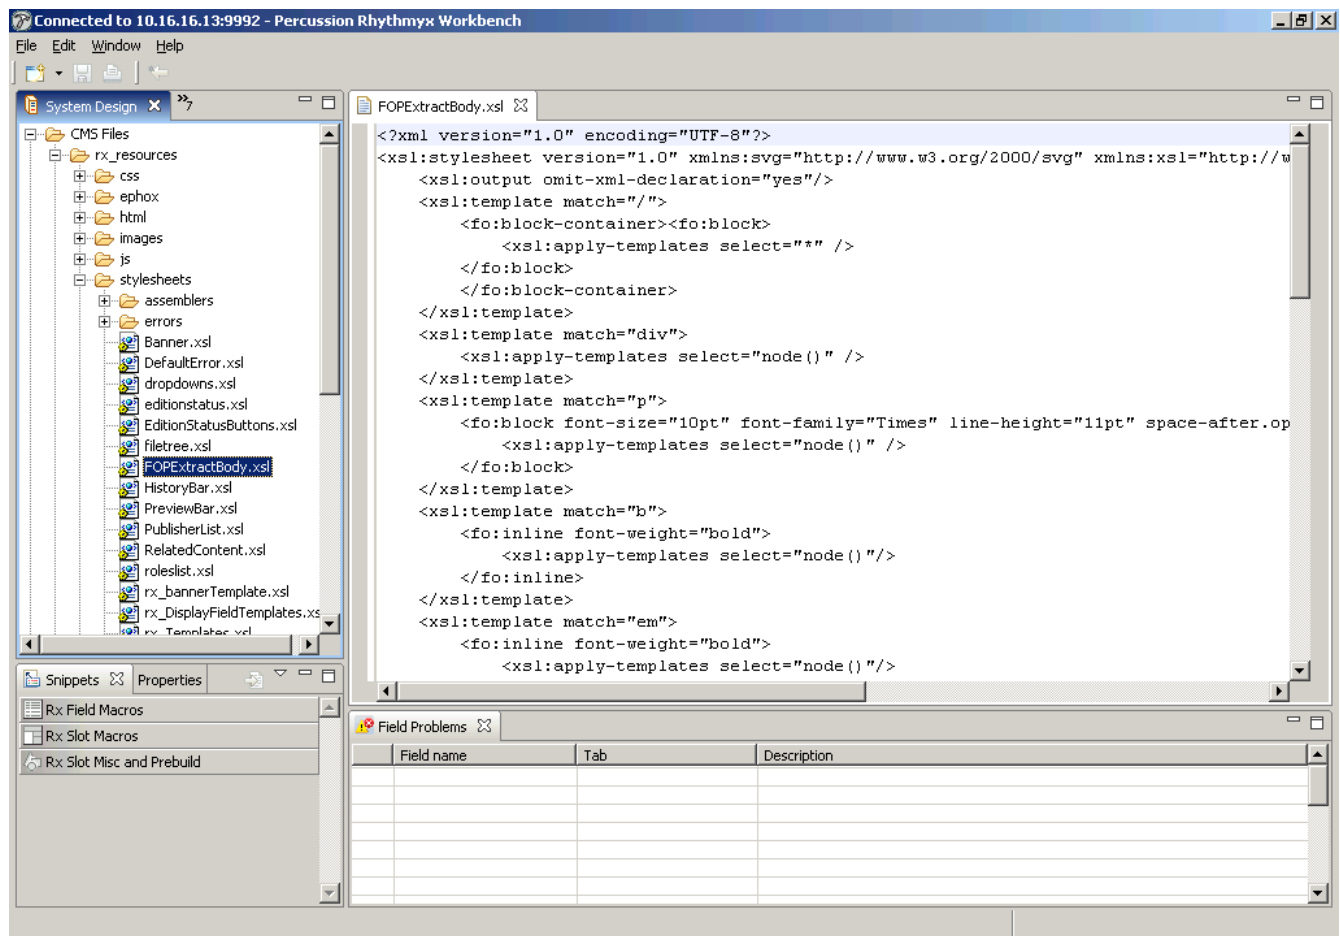 Connected to 10.16.16.13:9992 - Percussion Rhythmyx Workbench
File Edit Window Help
System Design
»7
CMS Files
rx_resources
css
ephox
html
images
js
stylesheets
assemblers
errors
Banner.xsl
DefaultError.xsl
dropdowns.xsl
editionstatus.xsl
EditionStatusButtons.xsl
filetree.xsl
FOPExtractBody.xsl
HistoryBar.xsl
PreviewBar.xsl
PublisherList.xsl
RelatedContent.xsl
roleslist.xsl
rx_bannerTemplate.xsl
rx_DisplayFieldTemplates.xs
rx_Templates.xsl
Snippets Properties
Rx Field Macros
Rx Slot Macros
Rx Slot Misc and Prebuild
FOPExtractBody.xsl
<?xml version="1.0" encoding="UTF-8"?>
<xsl:stylesheet version="1.0" xmlns:svg="http://www.w3.org/2000/svg" xmlns:xsl="http://w
<xsl:output omit-xml-declaration="yes"/>
<xsl:template match="/">
<fo:block-container><fo:block>
<xsl:apply-templates select="*" />
</fo:block>
</fo:block-container>
</xsl:template>
<xsl:template match="div">
<xsl:apply-templates select="node()" />
</xsl:template>
<xsl:template match="p">
<fo:block font-size="10pt" font-family="Times" line-height="11pt" space-after.op
<xsl:apply-templates select="node()" />
</fo:block>
</xsl:template>
<xsl:template match="b">
<fo:inline font-weight="bold">
<xsl:apply-templates select="node()"/>
</fo:inline>
</xsl:template>
<xsl:template match="em">
<fo:inline font-weight="bold">
<xsl:apply-templates select="node()"/>
Field Problems
Field name Tab Description